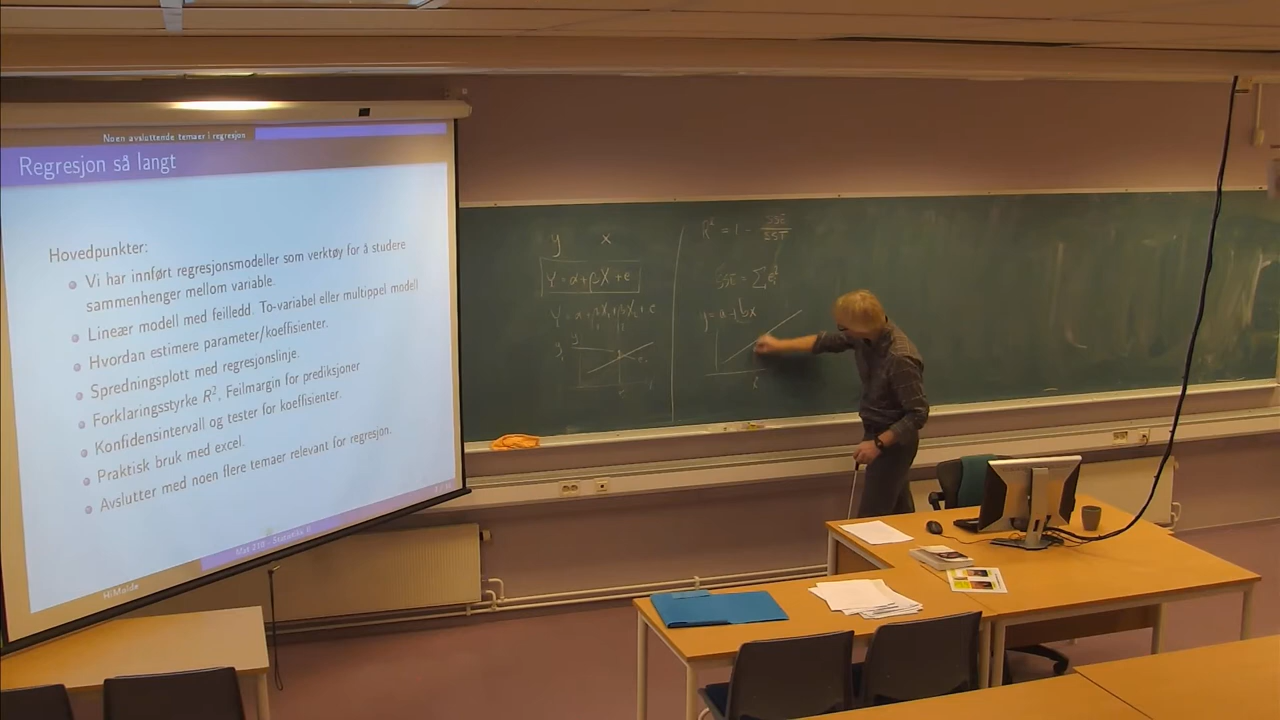 Noen avsluttende temaer i regresjon
Regresjon så langt
Hovedpunkter:
Vi har innført regresjonsmodeller som verktøy for å studere
sammenhenger mellom variable.
Lineær modell med feilledd. To-variabel eller multippel modell
Hvordan estimere parameter/koeffisienter.
Spredningsplott med regresjonslinje.
Forklaringsstyrke R², Feilmargin for prediksjoner
Konfidensintervall og tester for koeffisienter.
Praktisk bruk med excel.
Avslutter med noen flere temaer relevant for regresjon.
HiMolde
y x
Y = α + βX + e
y
x
R² = 1 - SSE/SST
SSE = Σ e²
y = a + bx
x